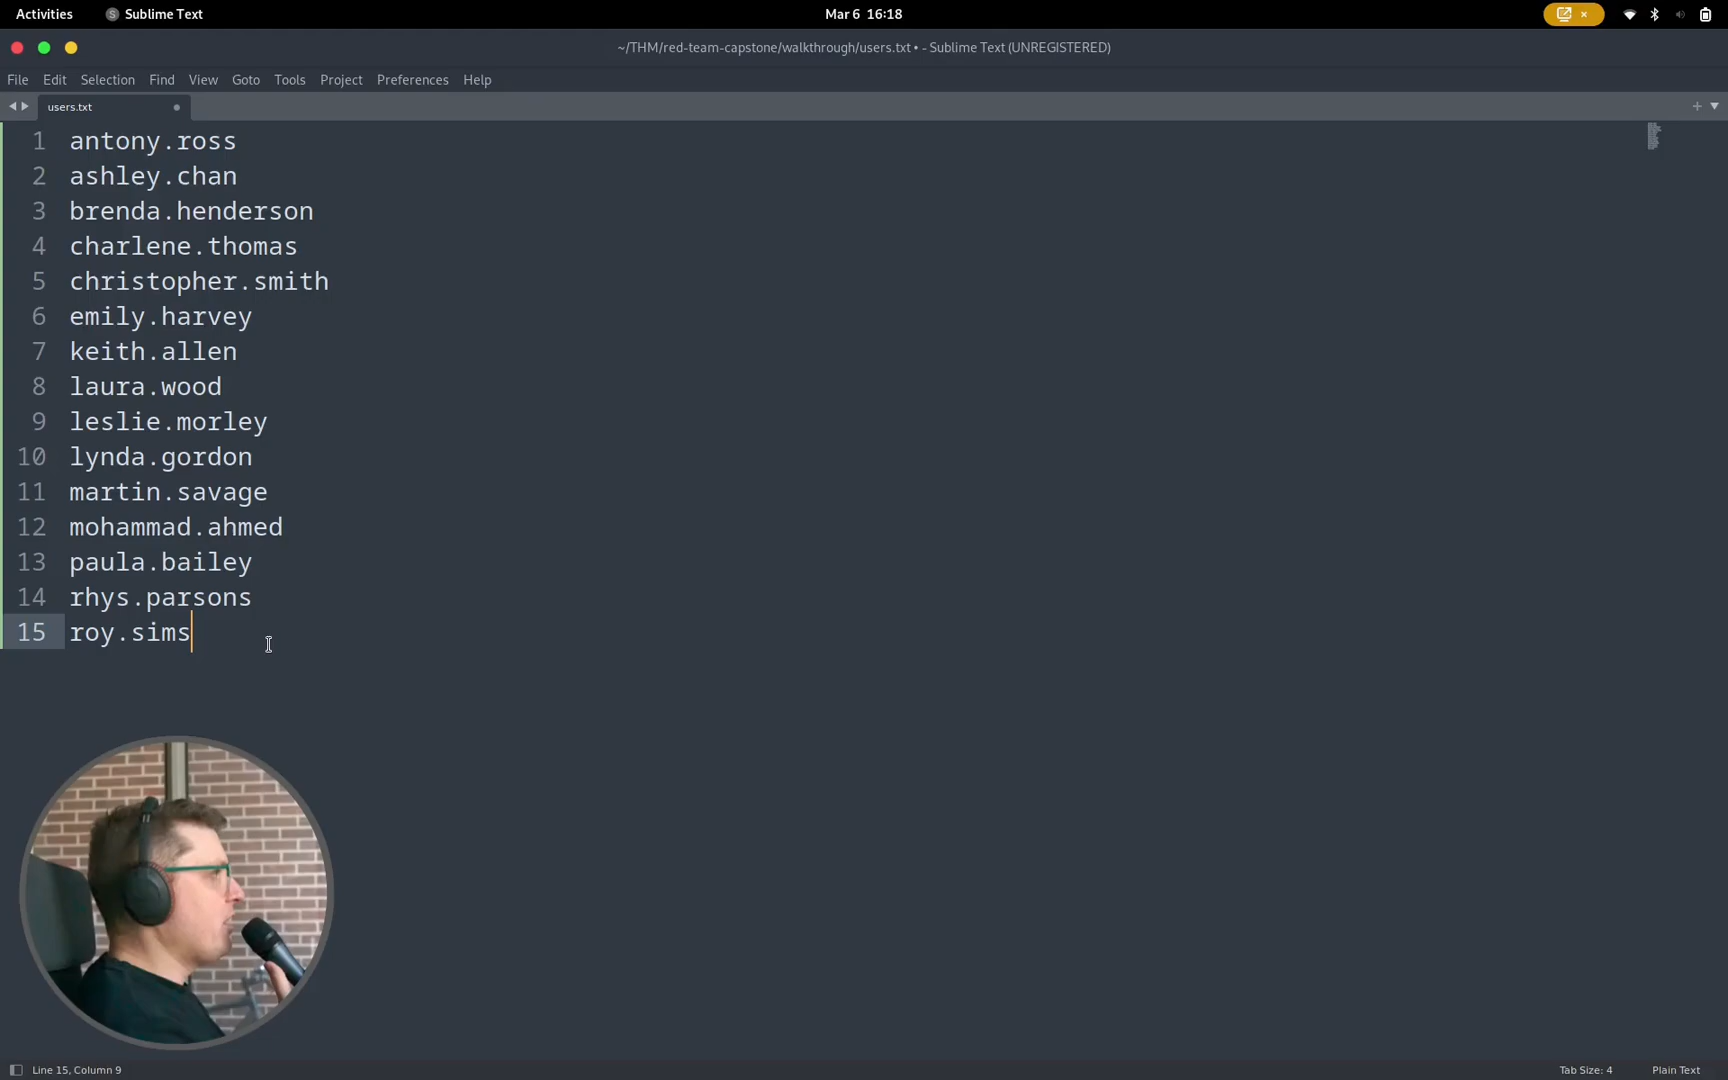 Activities Sublime Text Mar 6 16:18
~/THM/red-team-capstone/walkthrough/users.txt • - Sublime Text (UNREGISTERED)
File Edit Selection Find View Goto Tools Project Preferences Help
users.txt
1 antony.ross
2 ashley.chan
3 brenda.henderson
4 charlene.thomas
5 christopher.smith
6 emily.harvey
7 keith.allen
8 laura.wood
9 leslie.morley
10 lynda.gordon
11 martin.savage
12 mohammad.ahmed
13 paula.bailey
14 rhys.parsons
15 roy.sims
Line 15, Column 9 Tab Size: 4 Plain Text